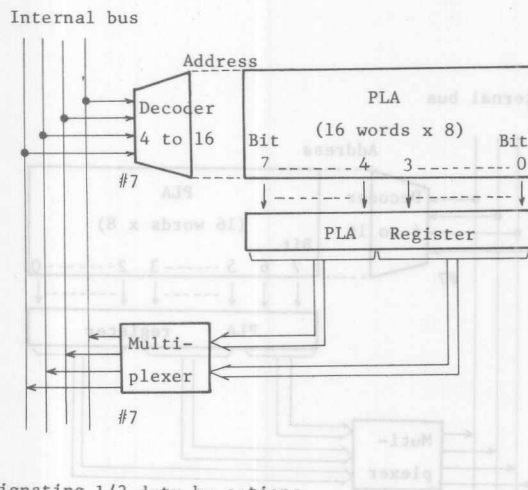 Internal bus
Address
Decoder
4 to 16
#7
PLA
(16 words x 8)
Bit Bit
7 4 3 0
PLA Register
Multi-
plexer
#7